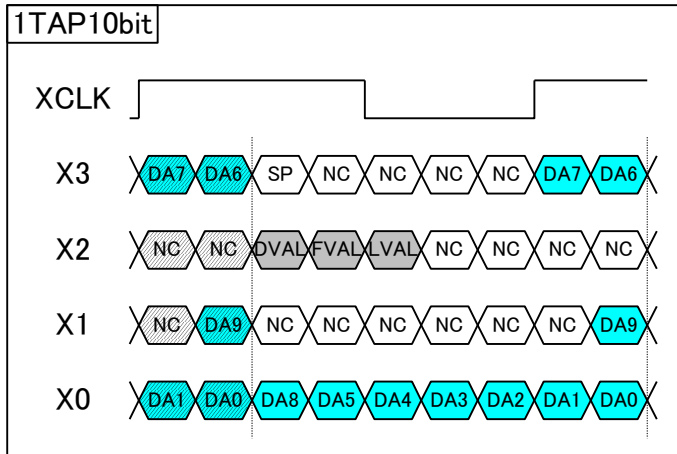 1TAP10bit
XCLK
X3 DA7 DA6 SP NC NC NC NC DA7 DA6
X2 NC NC DVAL FVAL LVAL NC NC NC NC
X1 NC DA9 NC NC NC NC NC NC DA9
X0 DA1 DA0 DA8 DA5 DA4 DA3 DA2 DA1 DA0